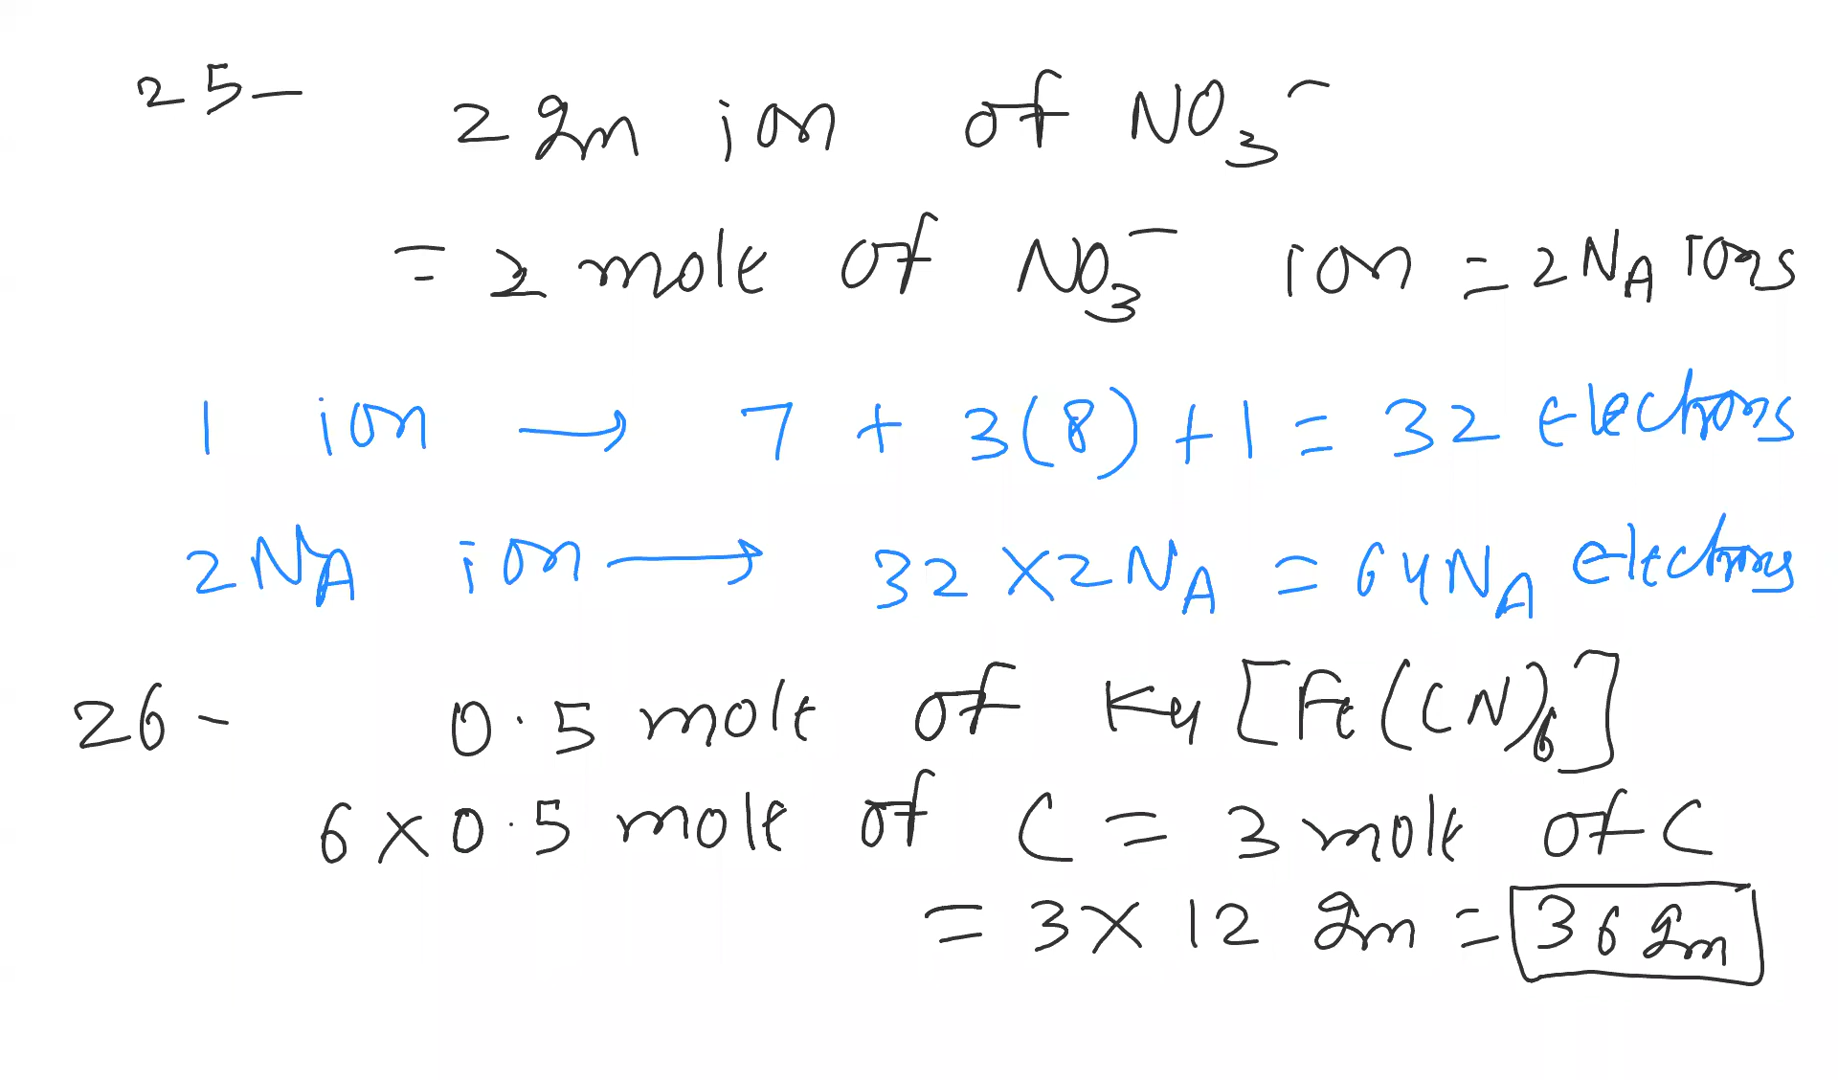 25- 2 gm ion of NO₃⁻
= 2 mole of NO₃⁻ ion = 2NA ions
1 ion → 7 + 3(8) + 1 = 32 electrons
2NA ion → 32 × 2NA = 64NA electrons
26- 0.5 mole of K₄[Fe(CN)₆]
6 × 0.5 mole of C = 3 mole of C
= 3 × 12 gm = 36 gm